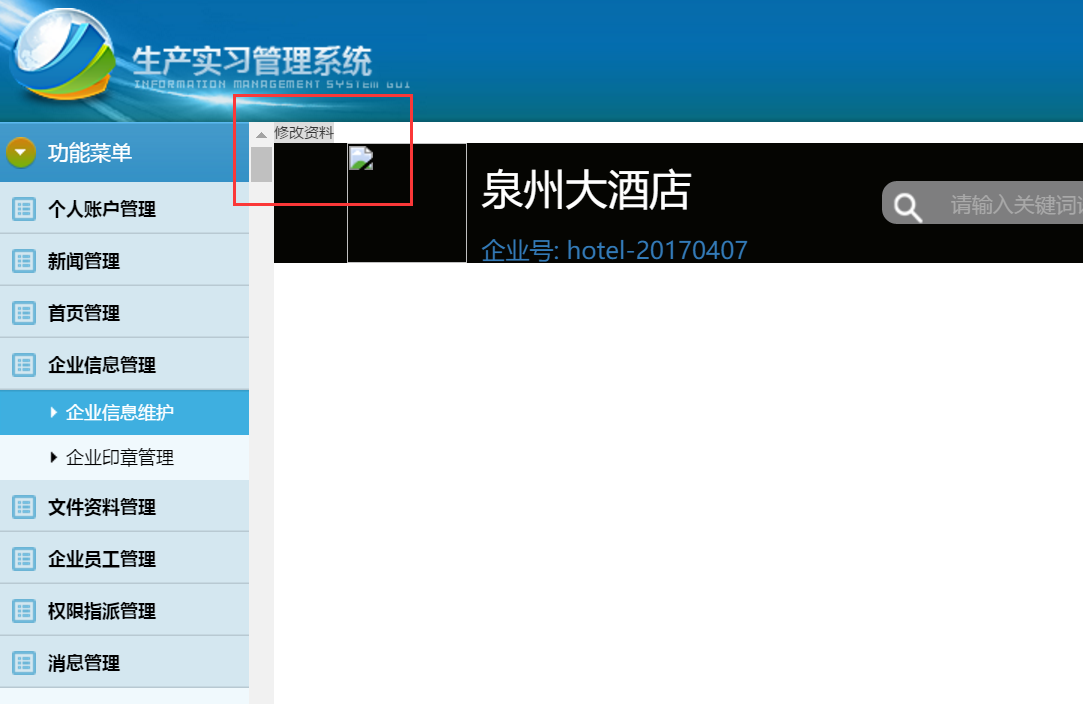 生产实习管理系统
INFORMATION MANAGEMENT SYSTEM GUI
功能菜单
个人账户管理
新闻管理
首页管理
企业信息管理
企业信息维护
企业印章管理
文件资料管理
企业员工管理
权限指派管理
消息管理
修改资料
泉州大酒店
企业号: hotel-20170407
请输入关键词